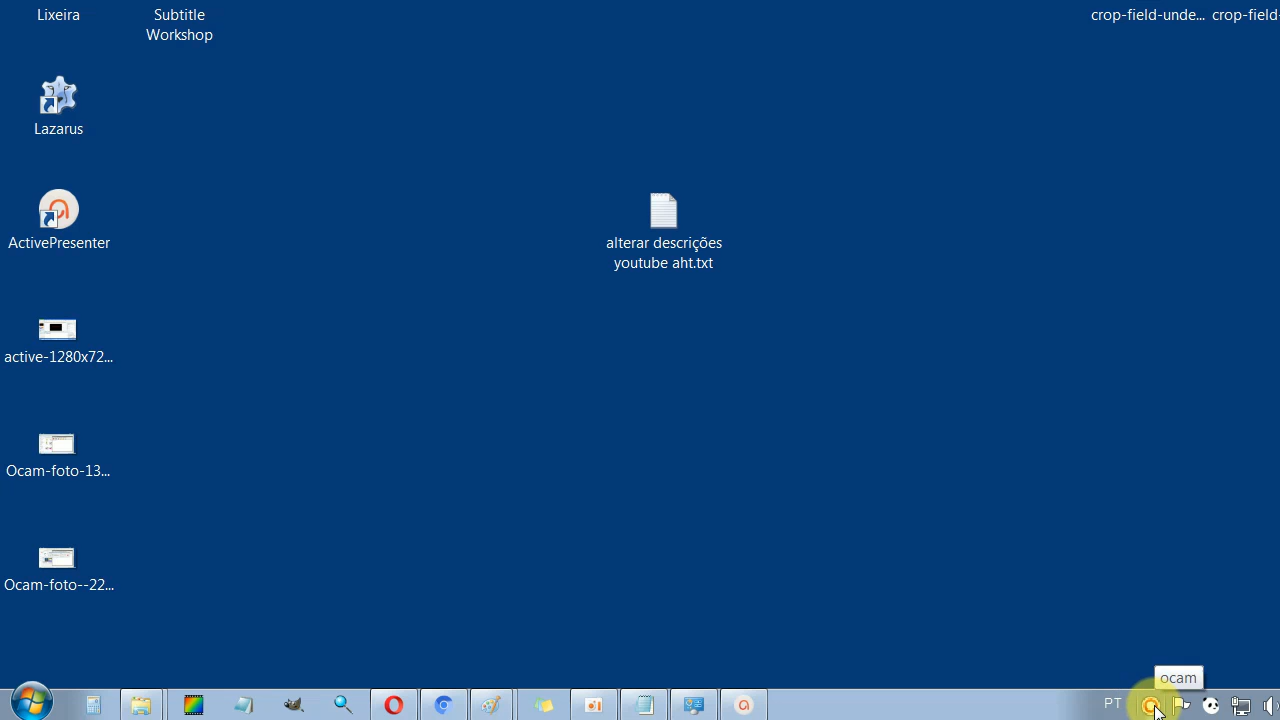 Lixeira
Subtitle
Workshop
crop-field-unde...
crop-field-
Lazarus
ActivePresenter
alterar descrições
youtube aht.txt
active-1280x72...
Ocam-foto-13...
Ocam-foto--22...
ocam
PT